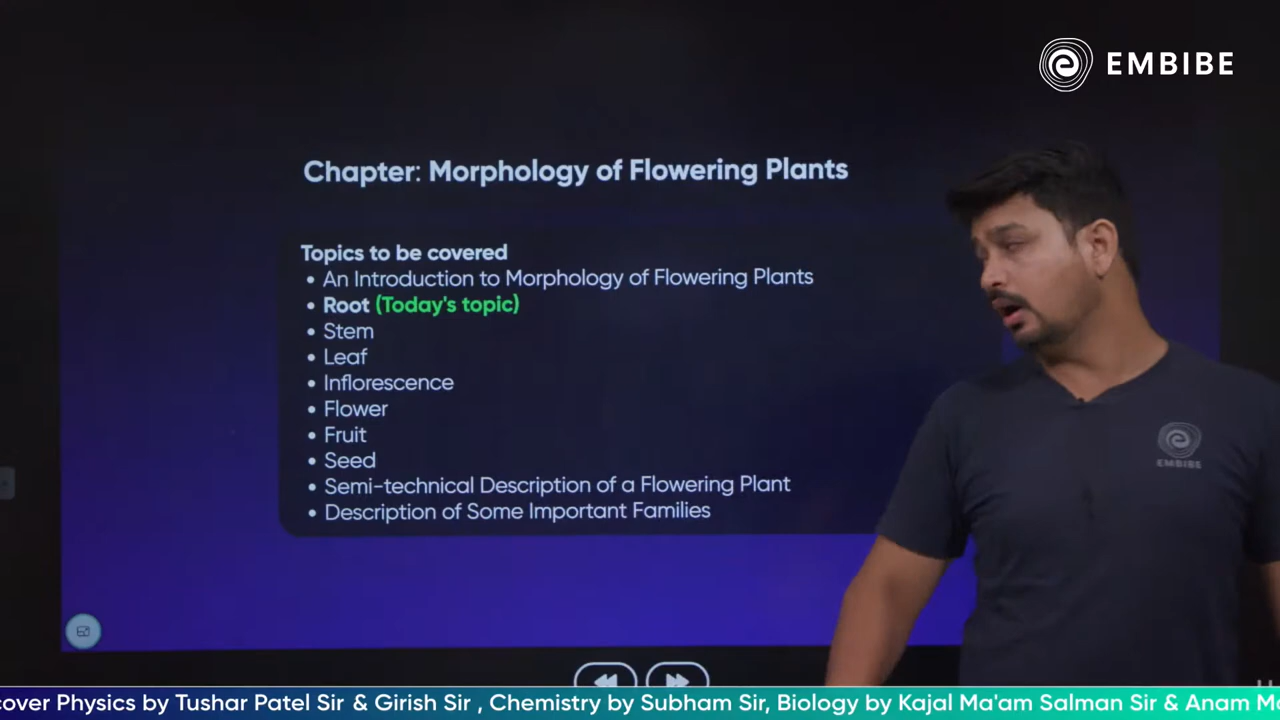 EMBIBE
Chapter: Morphology of Flowering Plants
Topics to be covered
• An Introduction to Morphology of Flowering Plants
• Root (Today's topic)
• Stem
• Leaf
• Inflorescence
• Flower
• Fruit
• Seed
• Semi-technical Description of a Flowering Plant
• Description of Some Important Families
EMBIBE
Physics by Tushar Patel Sir & Girish Sir , Chemistry by Subham Sir, Biology by Kajal Ma'am Salman Sir & Anam